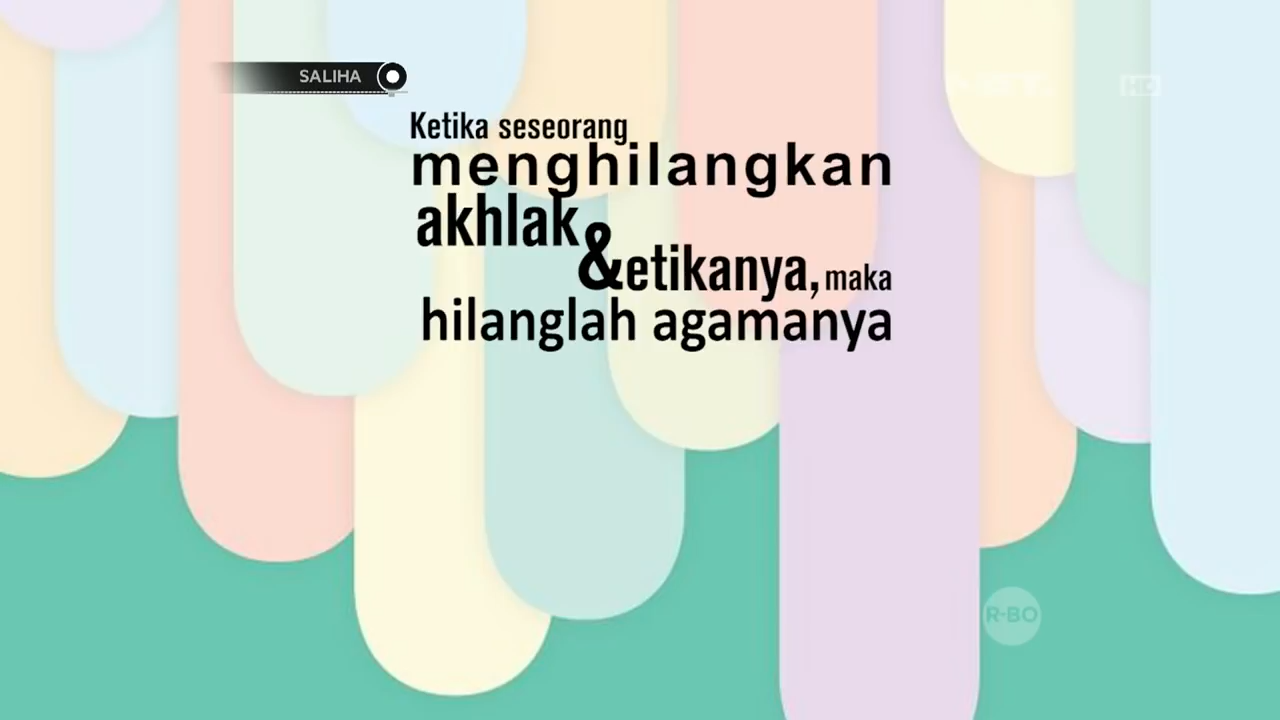 SALIHA
HD
Ketika seseorang
menghilangkan
akhlak
&etikanya, maka
hilanglah agamanya
R-BO